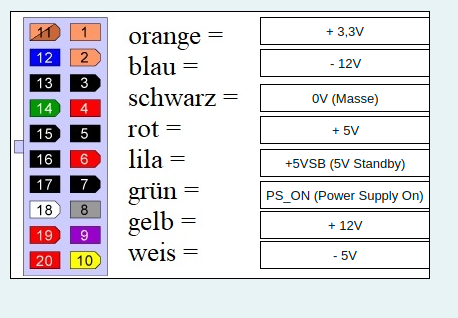 11 1 orange = + 3,3V
12 2 blau = - 12V
13 3 schwarz = 0V (Masse)
14 4 rot = + 5V
15 5 lila = +5VSB (5V Standby)
16 6 grün = PS_ON (Power Supply On)
17 7 gelb = + 12V
18 8 weis = - 5V
19 9
20 10